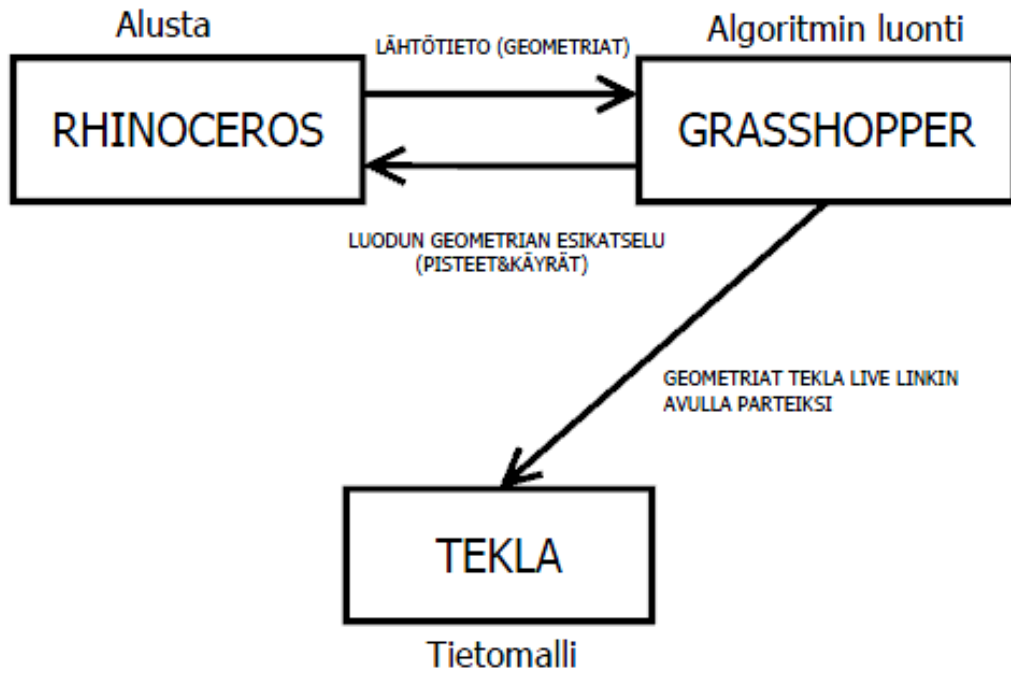 Alusta
LÄHTÖTIETO (GEOMETRIAT)
Algoritmin luonti
RHINOCEROS
GRASSHOPPER
LUODUN GEOMETRIAN ESIKATSELU
(PISTEET&KÄYRÄT)
GEOMETRIAT TEKLA LIVE LINKIN
AVULLA PARTEIKSI
TEKLA
Tietomalli